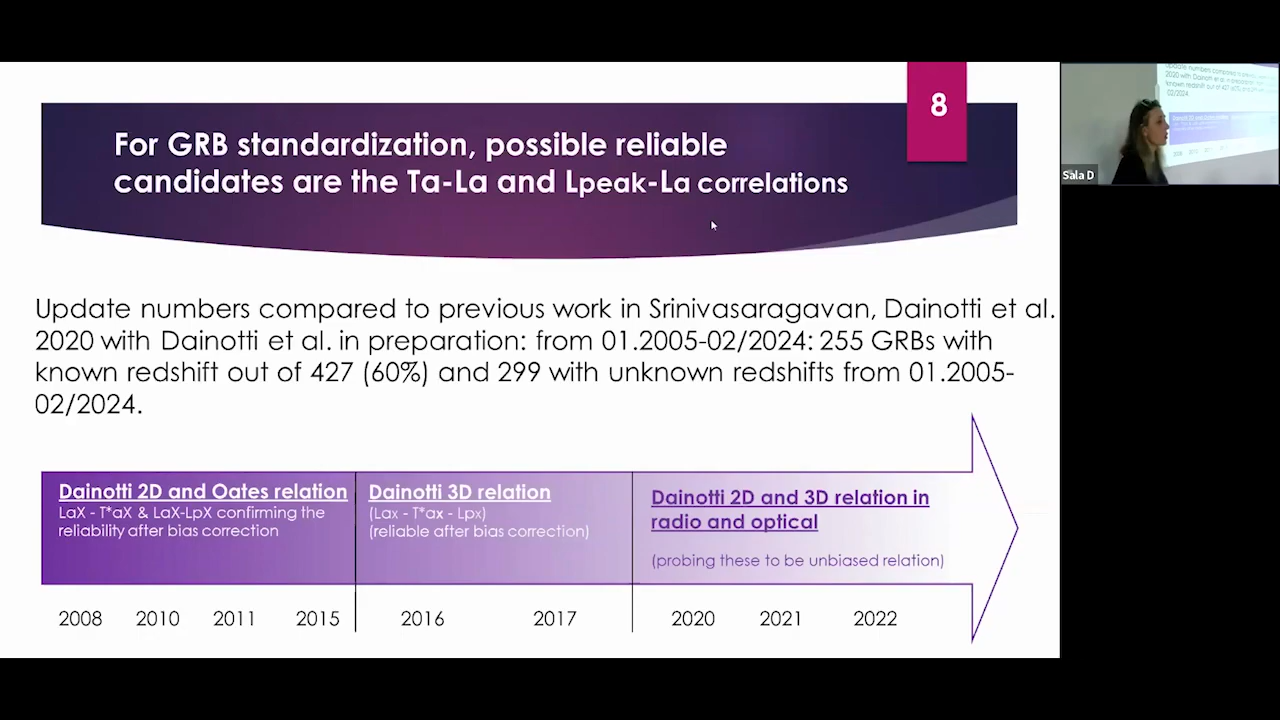 8
For GRB standardization, possible reliable
candidates are the Ta-La and Lpeak-La correlations
Update numbers compared to previous work in Srinivasaragavan, Dainotti et al.
2020 with Dainotti et al. in preparation: from 01.2005-02/2024: 255 GRBs with
known redshift out of 427 (60%) and 299 with unknown redshifts from 01.2005-
02/2024.
Dainotti 2D and Oates relation
LaX - T*aX & LaX-LpX confirming the
reliability after bias correction
Dainotti 3D relation
(Lax - T*ax - Lpx)
(reliable after bias correction)
Dainotti 2D and 3D relation in
radio and optical
(probing these to be unbiased relation)
2008 2010 2011 2015 2016 2017 2020 2021 2022
Sala D